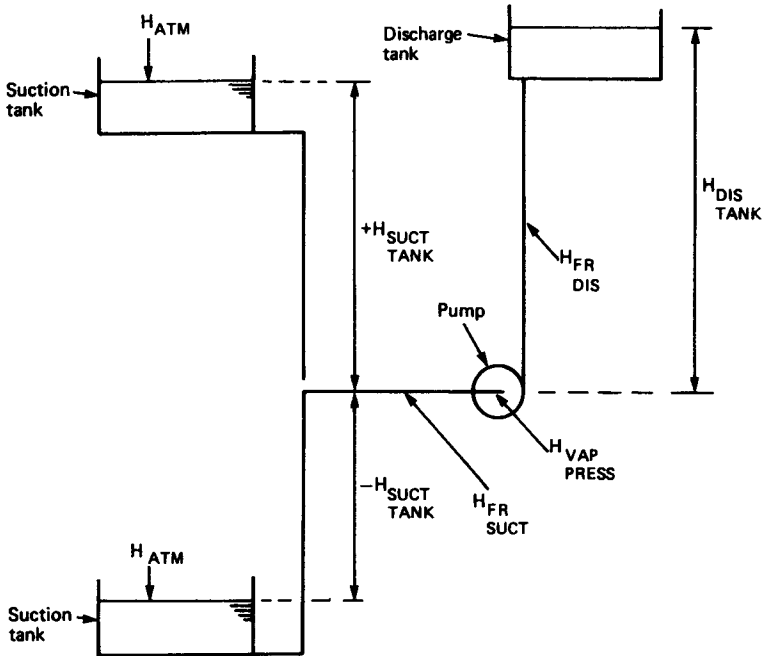 H ATM
Suction
tank
Discharge
tank
+H SUCT
TANK
H DIS
TANK
H FR
DIS
Pump
H VAP
PRESS
−H SUCT
TANK
H FR
SUCT
H ATM
Suction
tank